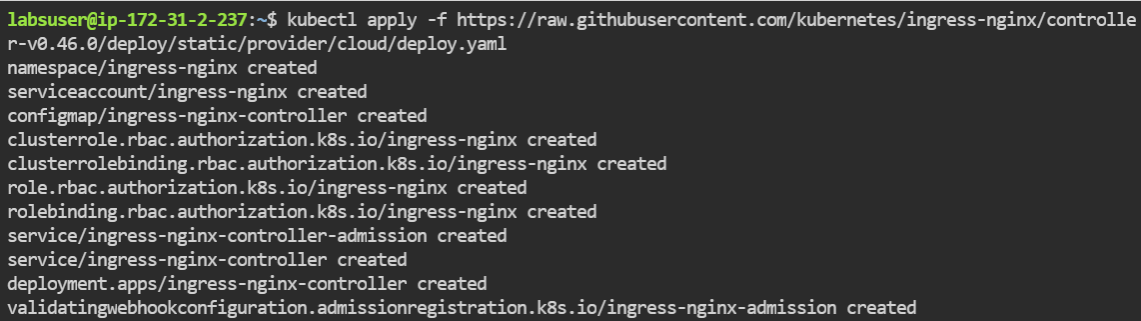 labsuser@ip-172-31-2-237:~$ kubectl apply -f https://raw.githubusercontent.com/kubernetes/ingress-nginx/controlle
r-v0.46.0/deploy/static/provider/cloud/deploy.yaml
namespace/ingress-nginx created
serviceaccount/ingress-nginx created
configmap/ingress-nginx-controller created
clusterrole.rbac.authorization.k8s.io/ingress-nginx created
clusterrolebinding.rbac.authorization.k8s.io/ingress-nginx created
role.rbac.authorization.k8s.io/ingress-nginx created
rolebinding.rbac.authorization.k8s.io/ingress-nginx created
service/ingress-nginx-controller-admission created
service/ingress-nginx-controller created
deployment.apps/ingress-nginx-controller created
validatingwebhookconfiguration.admissionregistration.k8s.io/ingress-nginx-admission created